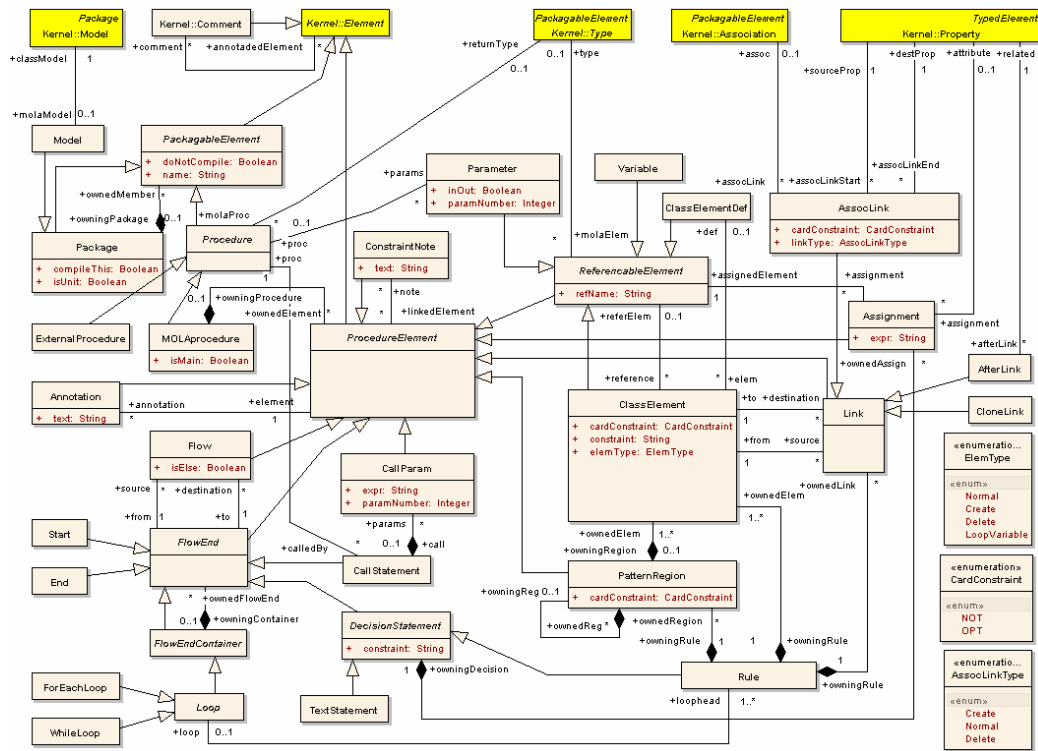 Package
Kernel::Model
Kernel::Comment
Kernel::Element
PackagableElement
Kernel::Type
PackagableElement
Kernel::Association
TypedElement
Kernel::Property
+classModel
1
+comment
*
+annotadedElement
*
+returnType
0..1
0..1
+type
+assoc
0..1
+sourceProp
1
+destProp
1
+attribute
0..1
+related
1
+molaModel
0..1
Model
PackagableElement
+ doNotCompile: Boolean
+ name: String
+ownedMember
*
+owningPackage
0..1
+molaProc
*
Package
+ compileThis: Boolean
+ isUnit: Boolean
Procedure
0..1
+proc
+proc
1
+params
*
Parameter
+ inOut: Boolean
+ paramNumber: Integer
Variable
ClassElementDef
+def
0..1
+assocLink
*
+assocLinkStart
*
+assocLinkEnd
*
AssocLink
+ cardConstraint: CardConstraint
+ linkType: AssocLinkType
ConstraintNote
+ text: String
*
+note
+linkedElement
*
*
+molaElem
ReferencableElement
+ refName: String
+referElem
0..1
+assignedElement
1
+assignment
*
Assignment
+ expr: String
*
+assignment
+ownedAssign
*
+afterLink
*
ExternalProcedure
MOLAprocedure
+ isMain: Boolean
0..1
+owningProcedure
+ownedElement
*
ProcedureElement
AfterLink
CloneLink
Annotation
+ text: String
+annotation
*
+element
1
+reference
*
*
+elem
ClassElement
+ cardConstraint: CardConstraint
+ constraint: String
+ elemType: ElemType
+to
+destination
1
*
+from
+source
1
*
Link
+ownedLink
*
Flow
+ isElse: Boolean
+source
*
+destination
*
+from
1
+to
1
CallParam
+ expr: String
+ paramNumber: Integer
+params
*
0..1
+call
+ownedElem
1..*
+ownedElem
1..*
+owningRegion
0..1
«enumeratio...
ElemType
«enum»
Normal
Create
Delete
LoopVariable
Start
End
FlowEnd
+calledBy
*
CallStatement
PatternRegion
+ cardConstraint: CardConstraint
+owningReg
0..1
+ownedReg
*
+ownedRegion
*
+owningRule
1
1
+owningRule
1
+owningRule
«enumeration»
CardConstraint
«enum»
NOT
OPT
*
+ownedFlowEnd
0..1
+owningContainer
FlowEndContainer
DecisionStatement
+ constraint: String
+owningDecision
1
Rule
+loophead
1..*
«enumeratio...
AssocLinkType
«enum»
Create
Normal
Delete
ForEachLoop
WhileLoop
Loop
+loop
0..1
TextStatement